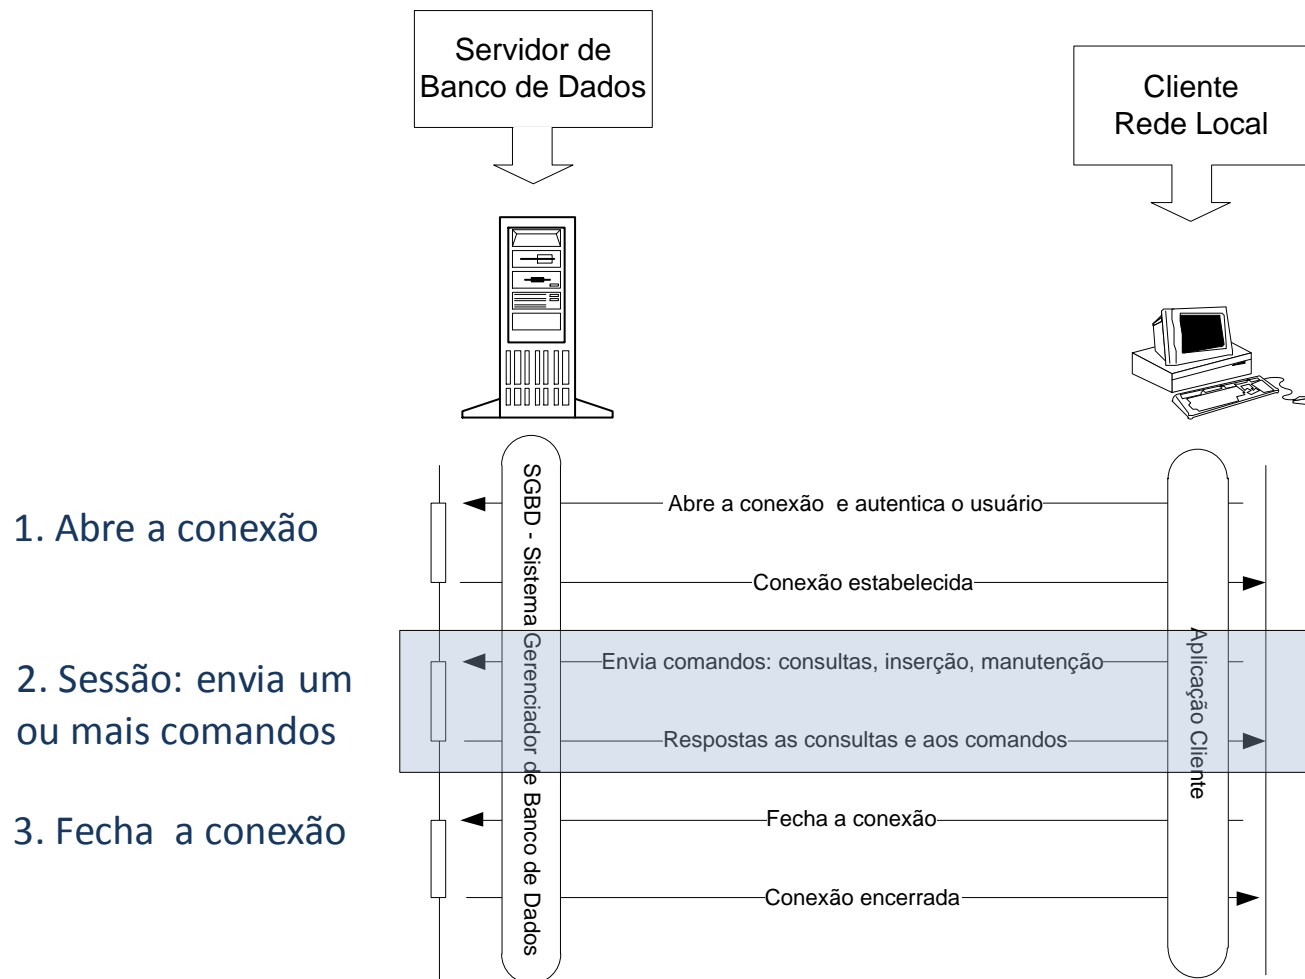 Servidor de
Banco de Dados
Cliente
Rede Local
SGBD - Sistema Gerenciador de Banco de Dados
Aplicação Cliente
1. Abre a conexão
Abre a conexão  e autentica o usuário
Conexão estabelecida
2. Sessão: envia um
ou mais comandos
Envia comandos: consultas, inserção, manutenção
Respostas as consultas e aos comandos
3. Fecha  a conexão
Fecha a conexão
Conexão encerrada